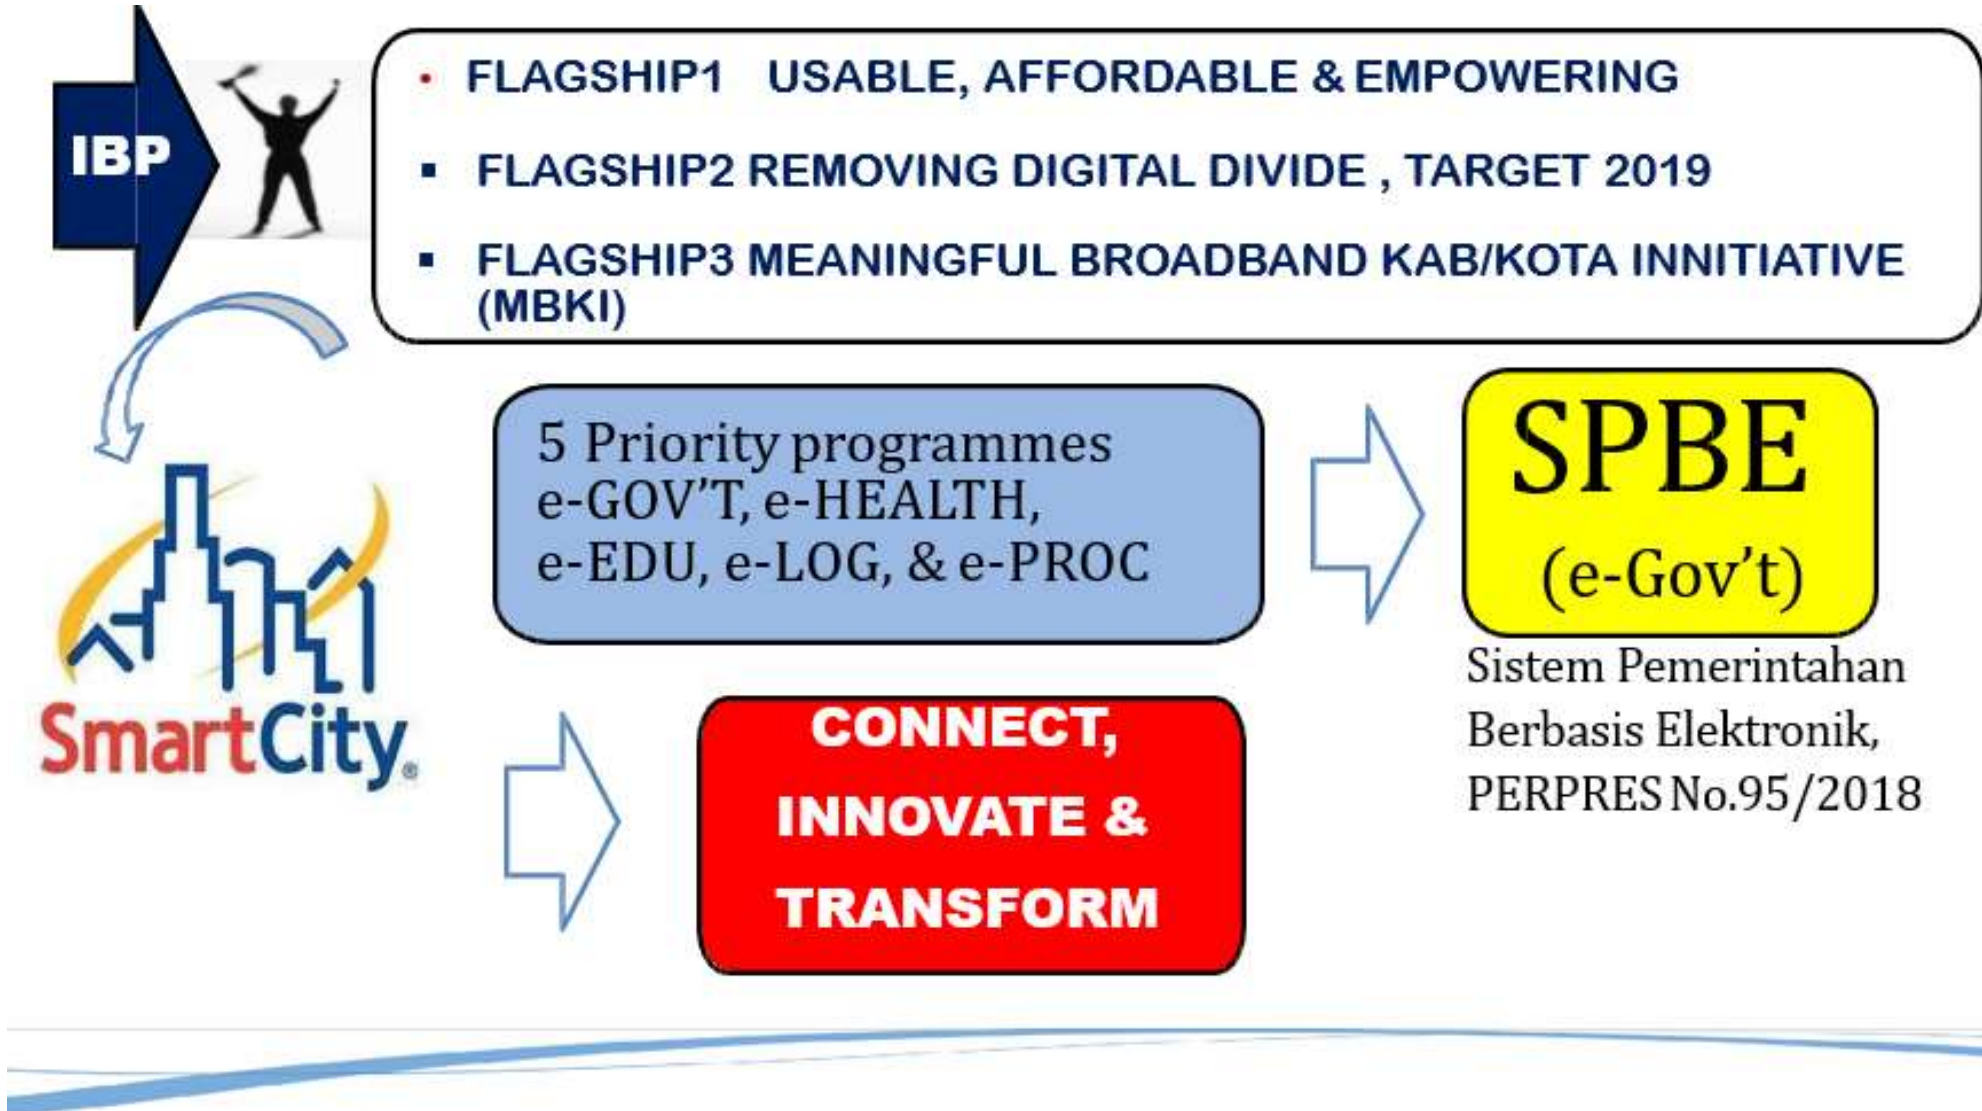 IBP
• FLAGSHIP1 USABLE, AFFORDABLE & EMPOWERING
▪ FLAGSHIP2 REMOVING DIGITAL DIVIDE , TARGET 2019
▪ FLAGSHIP3 MEANINGFUL BROADBAND KAB/KOTA INNITIATIVE
(MBKI)
5 Priority programmes
e-GOV’T, e-HEALTH,
e-EDU, e-LOG, & e-PROC
SPBE
(e-Gov’t)
Sistem Pemerintahan
Berbasis Elektronik,
PERPRES No.95/2018
SmartCity®
CONNECT,
INNOVATE &
TRANSFORM